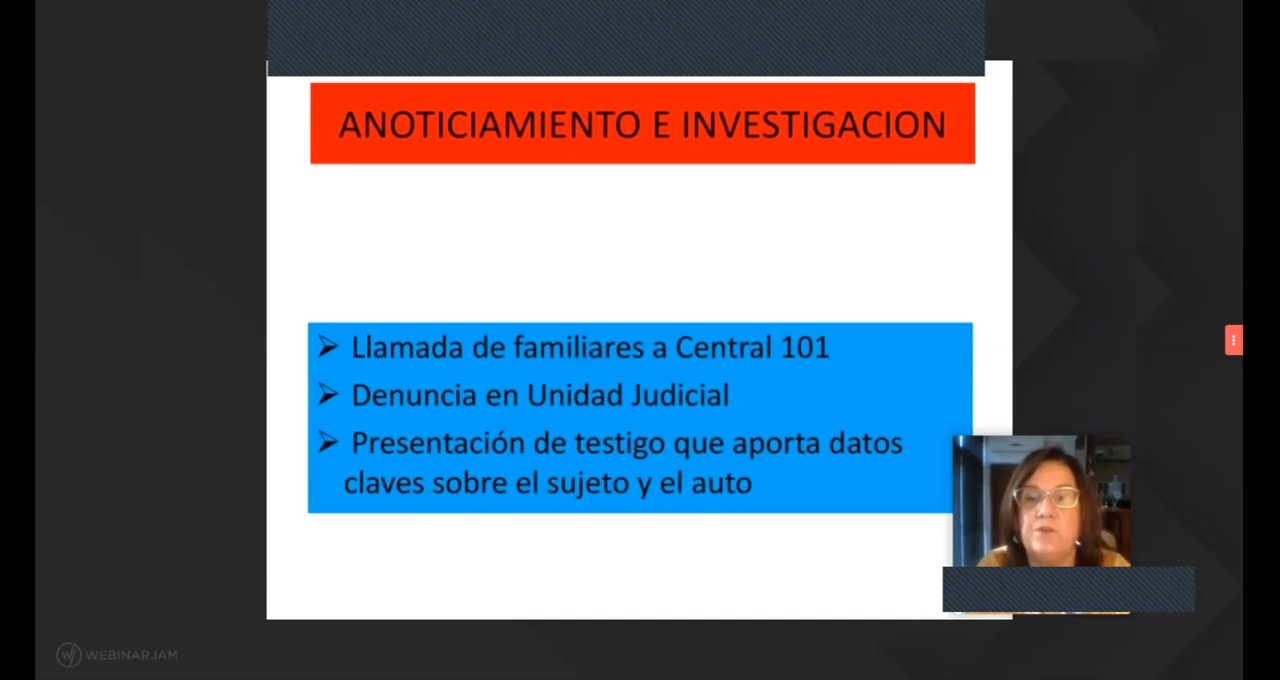 ANOTICIAMIENTO E INVESTIGACION
➢ Llamada de familiares a Central 101
➢ Denuncia en Unidad Judicial
➢ Presentación de testigo que aporta datos
claves sobre el sujeto y el auto
WEBINARJAM